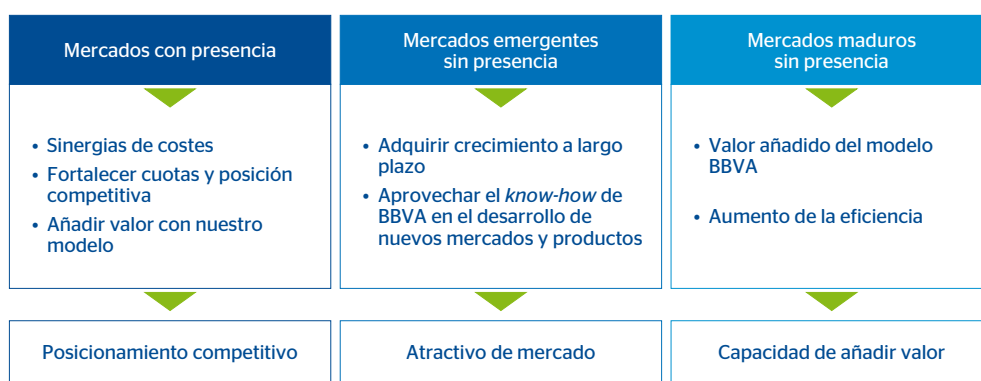 Mercados con presencia
Mercados emergentes
sin presencia
Mercados maduros
sin presencia
• Sinergias de costes
• Fortalecer cuotas y posición
competitiva
• Añadir valor con nuestro
modelo
• Adquirir crecimiento a largo
plazo
• Aprovechar el know-how de
BBVA en el desarrollo de
nuevos mercados y productos
• Valor añadido del modelo
BBVA
• Aumento de la eficiencia
Posicionamiento competitivo
Atractivo de mercado
Capacidad de añadir valor